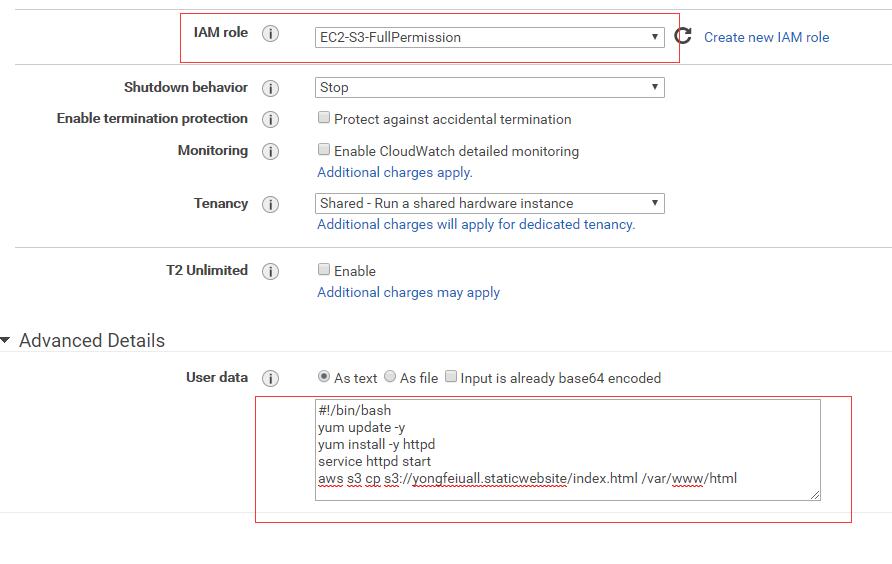 IAM role i EC2-S3-FullPermission Create new IAM role
Shutdown behavior i Stop
Enable termination protection i Protect against accidental termination
Monitoring i Enable CloudWatch detailed monitoring
Additional charges apply.
Tenancy i Shared - Run a shared hardware instance
Additional charges will apply for dedicated tenancy.
T2 Unlimited i Enable
Additional charges may apply
Advanced Details
User data i As text As file Input is already base64 encoded
#!/bin/bash
yum update -y
yum install -y httpd
service httpd start
aws s3 cp s3://yongfeiuall.staticwebsite/index.html /var/www/html